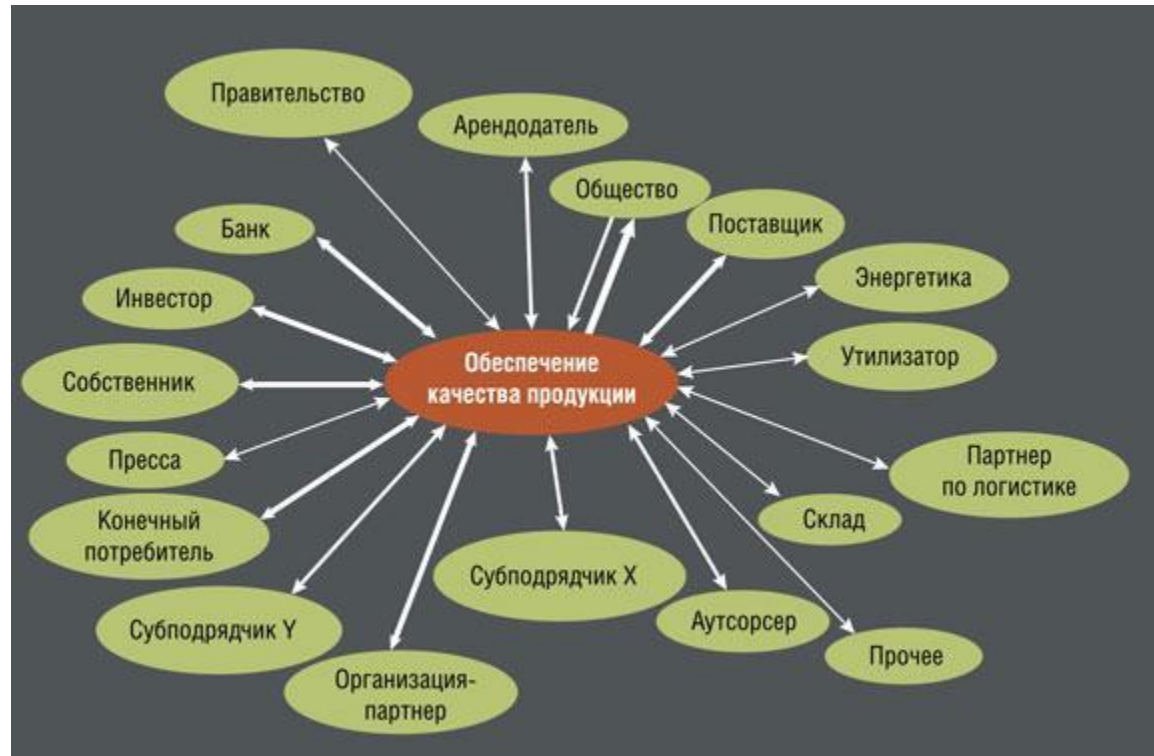 Правительство
Арендодатель
Общество
Поставщик
Банк
Энергетика
Инвестор
Утилизатор
Обеспечение
качества продукции
Собственник
Пресса
Партнер
по логистике
Конечный
потребитель
Склад
Субподрядчик X
Субподрядчик Y
Аутсорсер
Прочее
Организация-
партнер